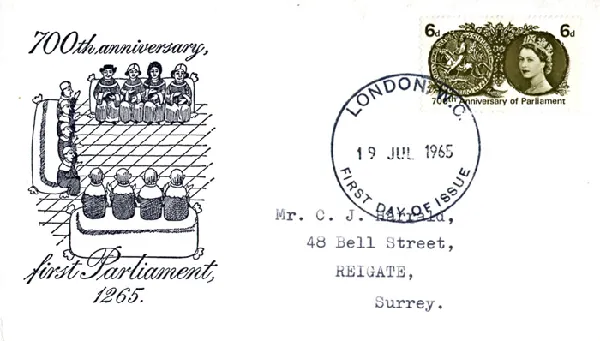 700th anniversary,
first Parliament,
1265.
6d 6d
700th Anniversary of Parliament
LONDON, W.C.
19 JUL 1965
FIRST DAY OF ISSUE
Mr. C. J.
48 Bell Street,
REIGATE,
Surrey.